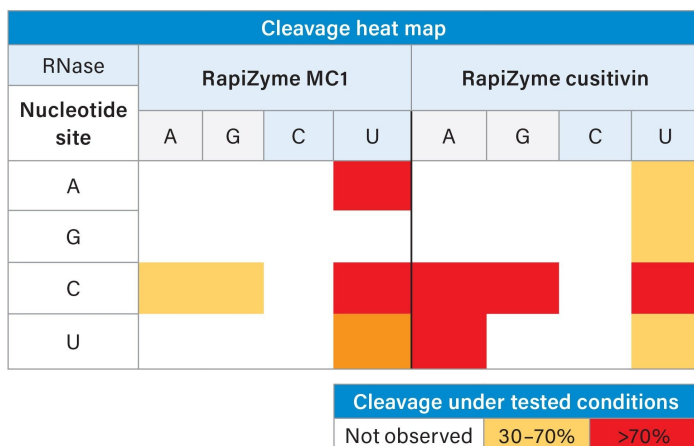 Cleavage heat map
RNase RapiZyme MC1 RapiZyme cusitivin
Nucleotide site A G C U A G C U
A
G
C
U
Cleavage under tested conditions
Not observed 30–70% >70%